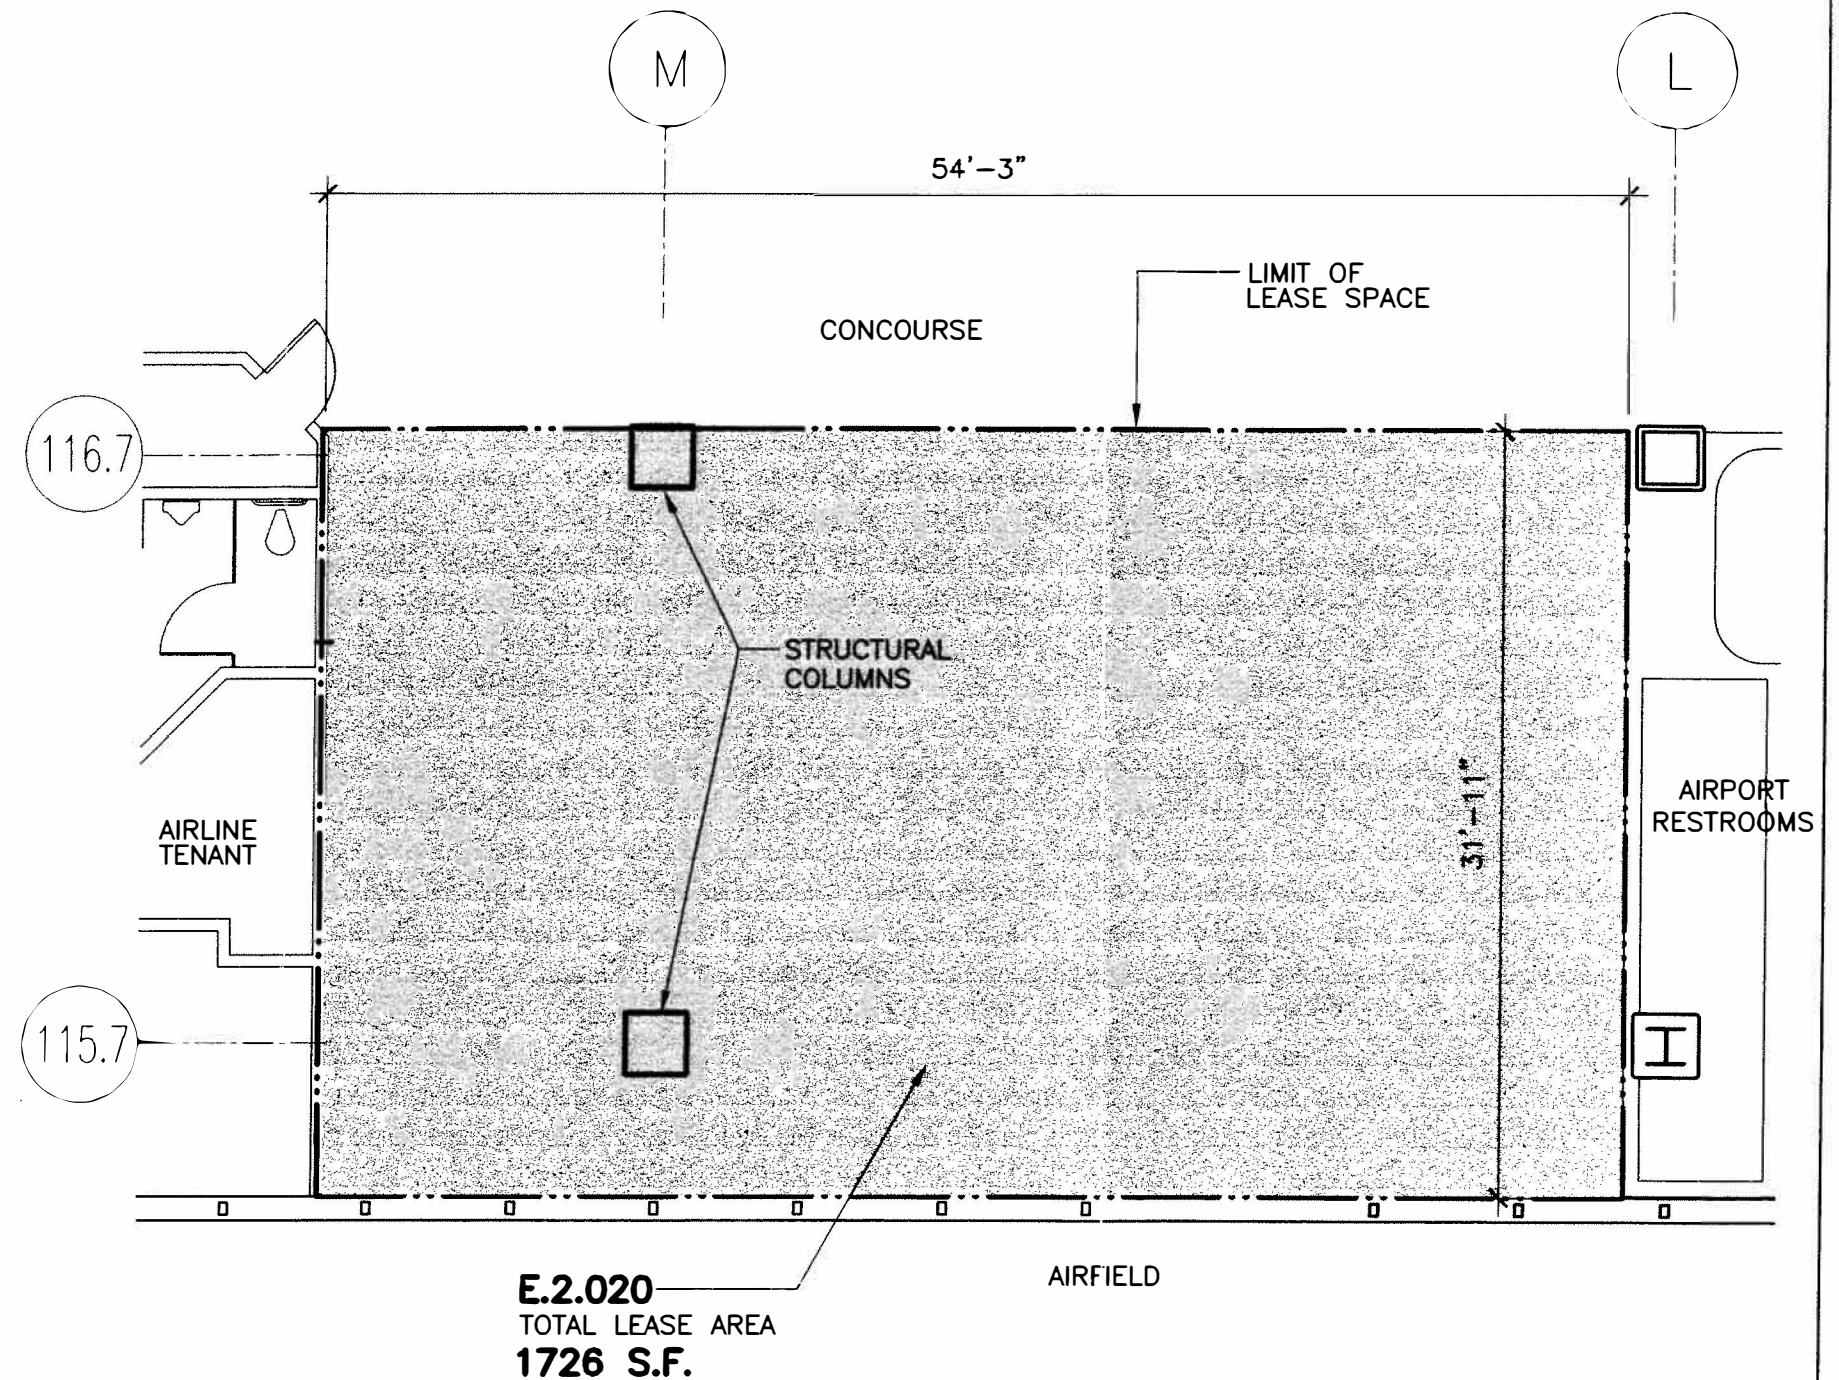 M
L
54'-3"
LIMIT OF
LEASE SPACE
CONCOURSE
116.7
STRUCTURAL
COLUMNS
31'-11"
AIRPORT
RESTROOMS
AIRLINE
TENANT
115.7
AIRFIELD
E.2.020
TOTAL LEASE AREA
1726 S.F.